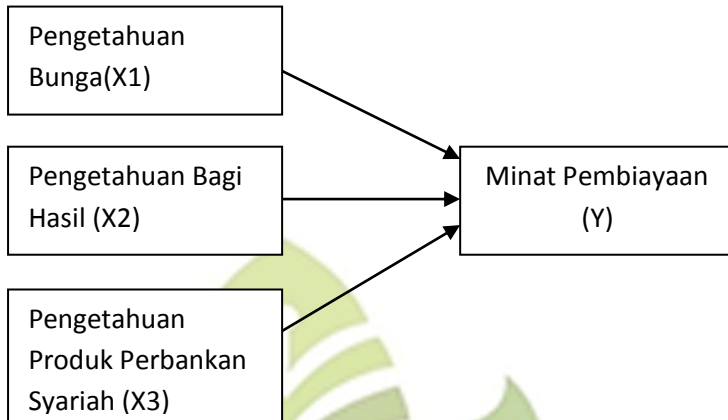 Pengetahuan
Bunga(X1)
Pengetahuan Bagi
Hasil (X2)
Pengetahuan
Produk Perbankan
Syariah (X3)
Minat Pembiayaan
(Y)